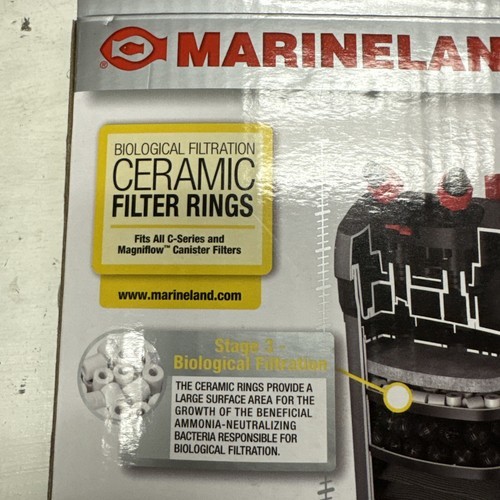 ® MARINELAN
BIOLOGICAL FILTRATION
CERAMIC
FILTER RINGS
Fits All C-Series and
Magniflow™ Canister Filters
www.marineland.com
Stage 3 -
Biological Filtration
THE CERAMIC RINGS PROVIDE A
LARGE SURFACE AREA FOR THE
GROWTH OF THE BENEFICIAL
AMMONIA-NEUTRALIZING
BACTERIA RESPONSIBLE FOR
BIOLOGICAL FILTRATION.